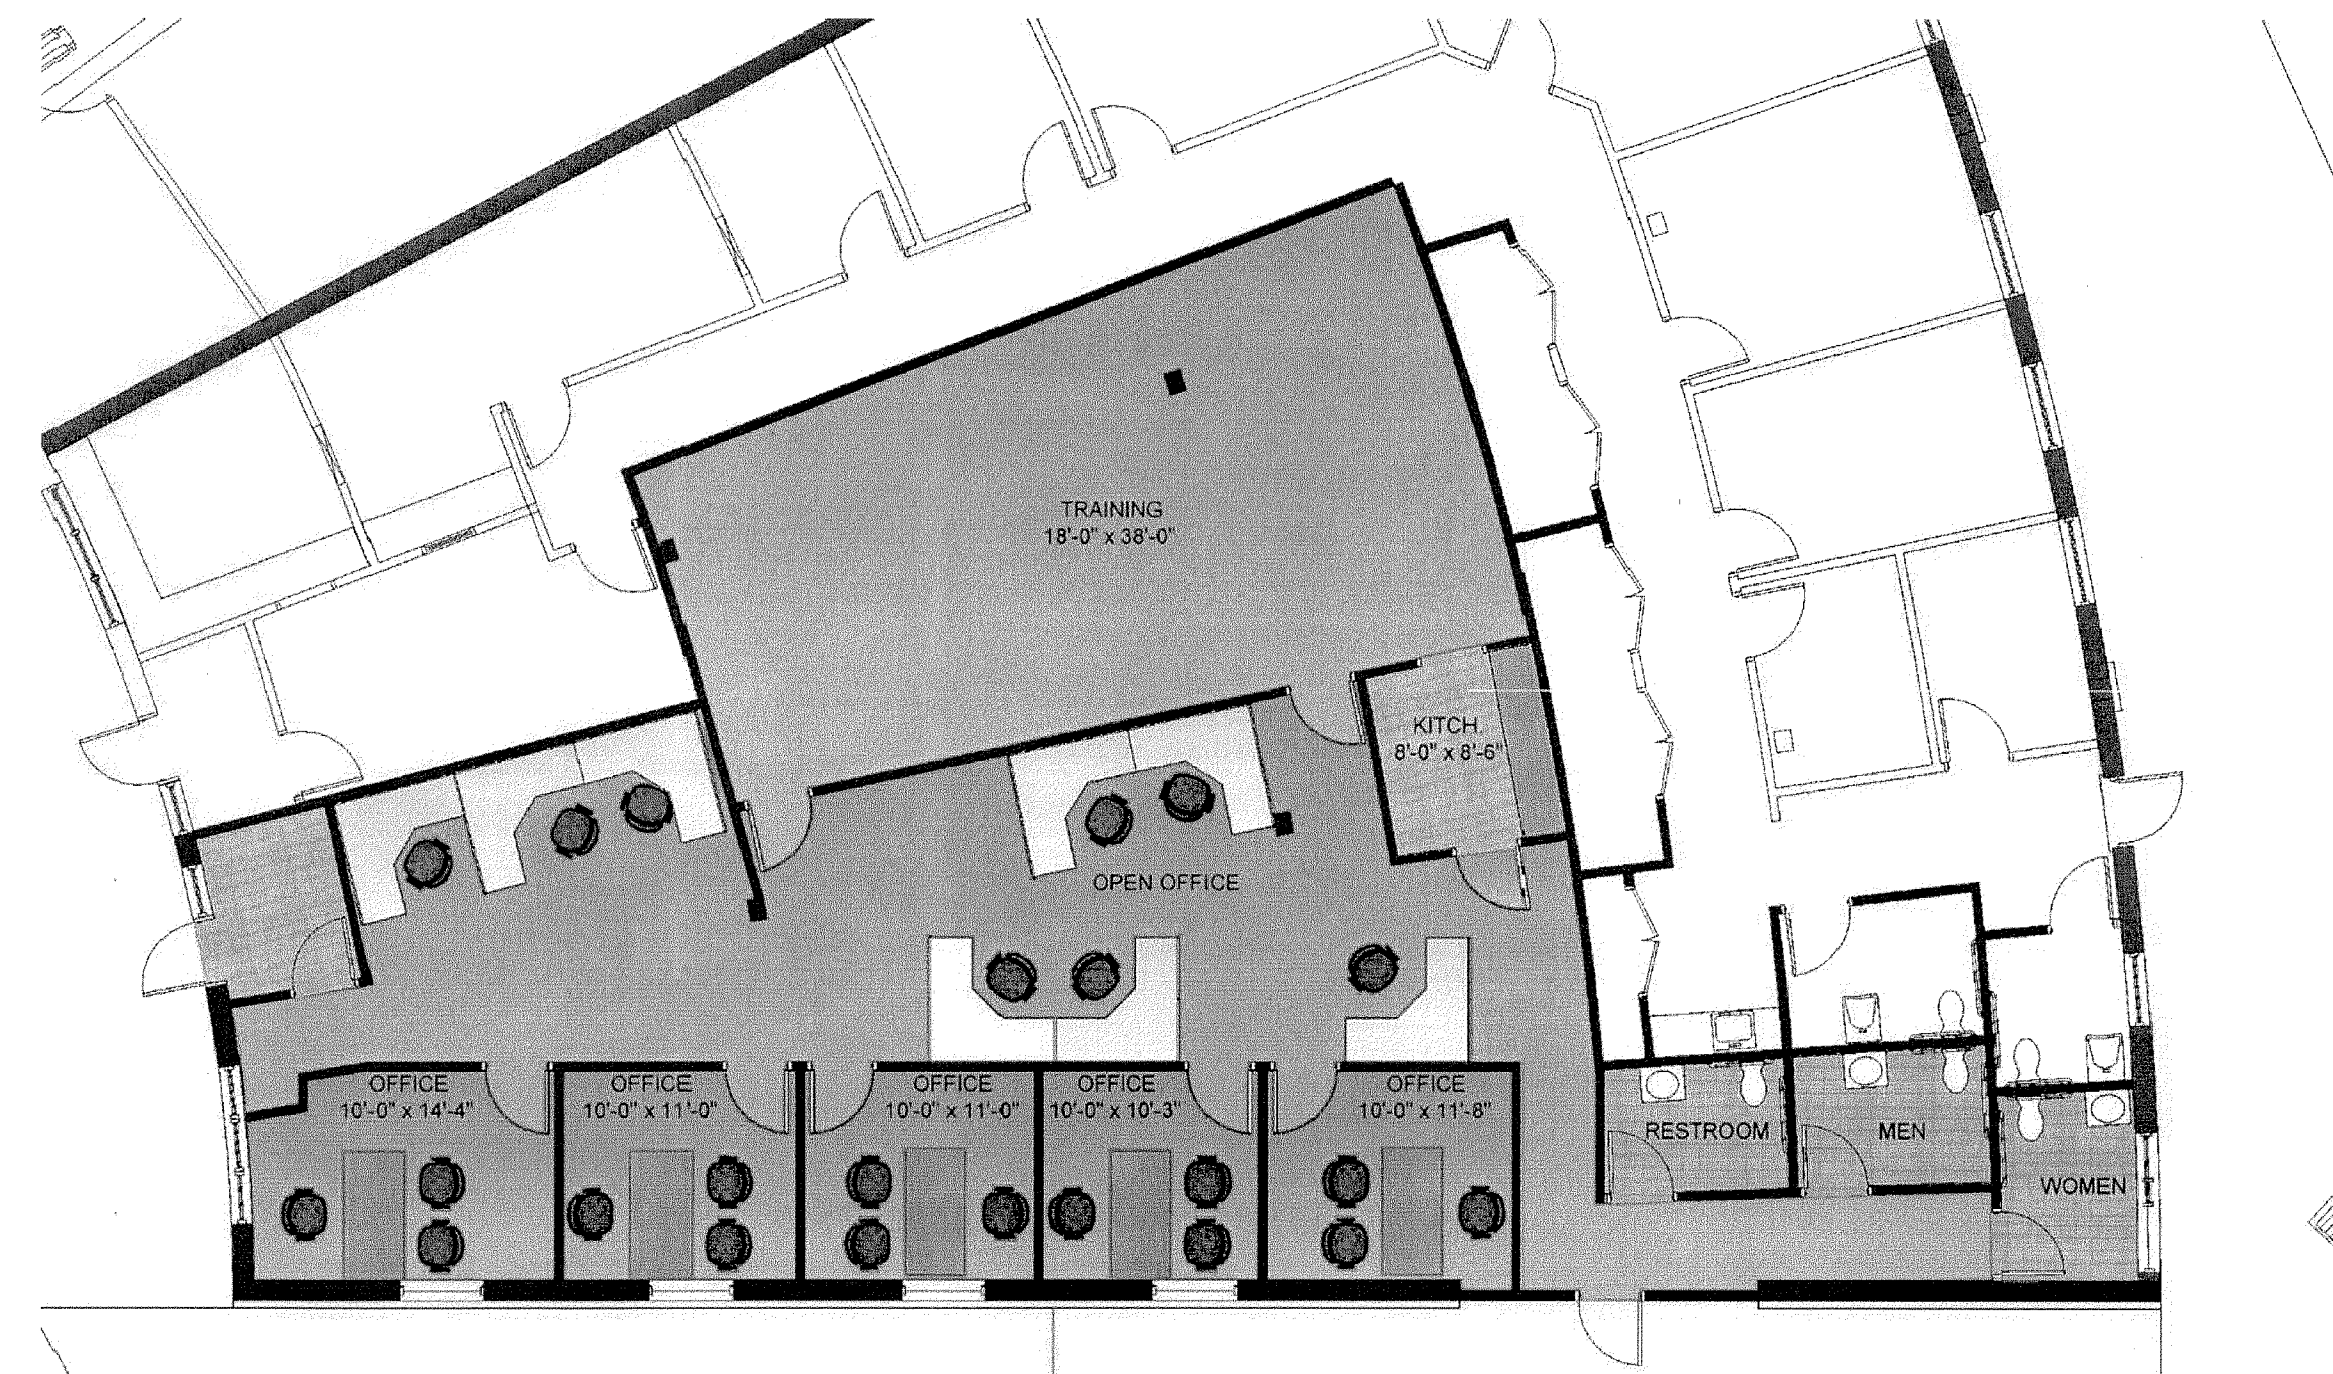 TRAINING
18'-0" x 38'-0"
KITCH.
8'-0" x 8'-6"
OPEN OFFICE
OFFICE
10'-0" x 14'-4"
OFFICE
10'-0" x 11'-0"
OFFICE
10'-0" x 11'-0"
OFFICE
10'-0" x 10'-3"
OFFICE
10'-0" x 11'-8"
RESTROOM
MEN
WOMEN